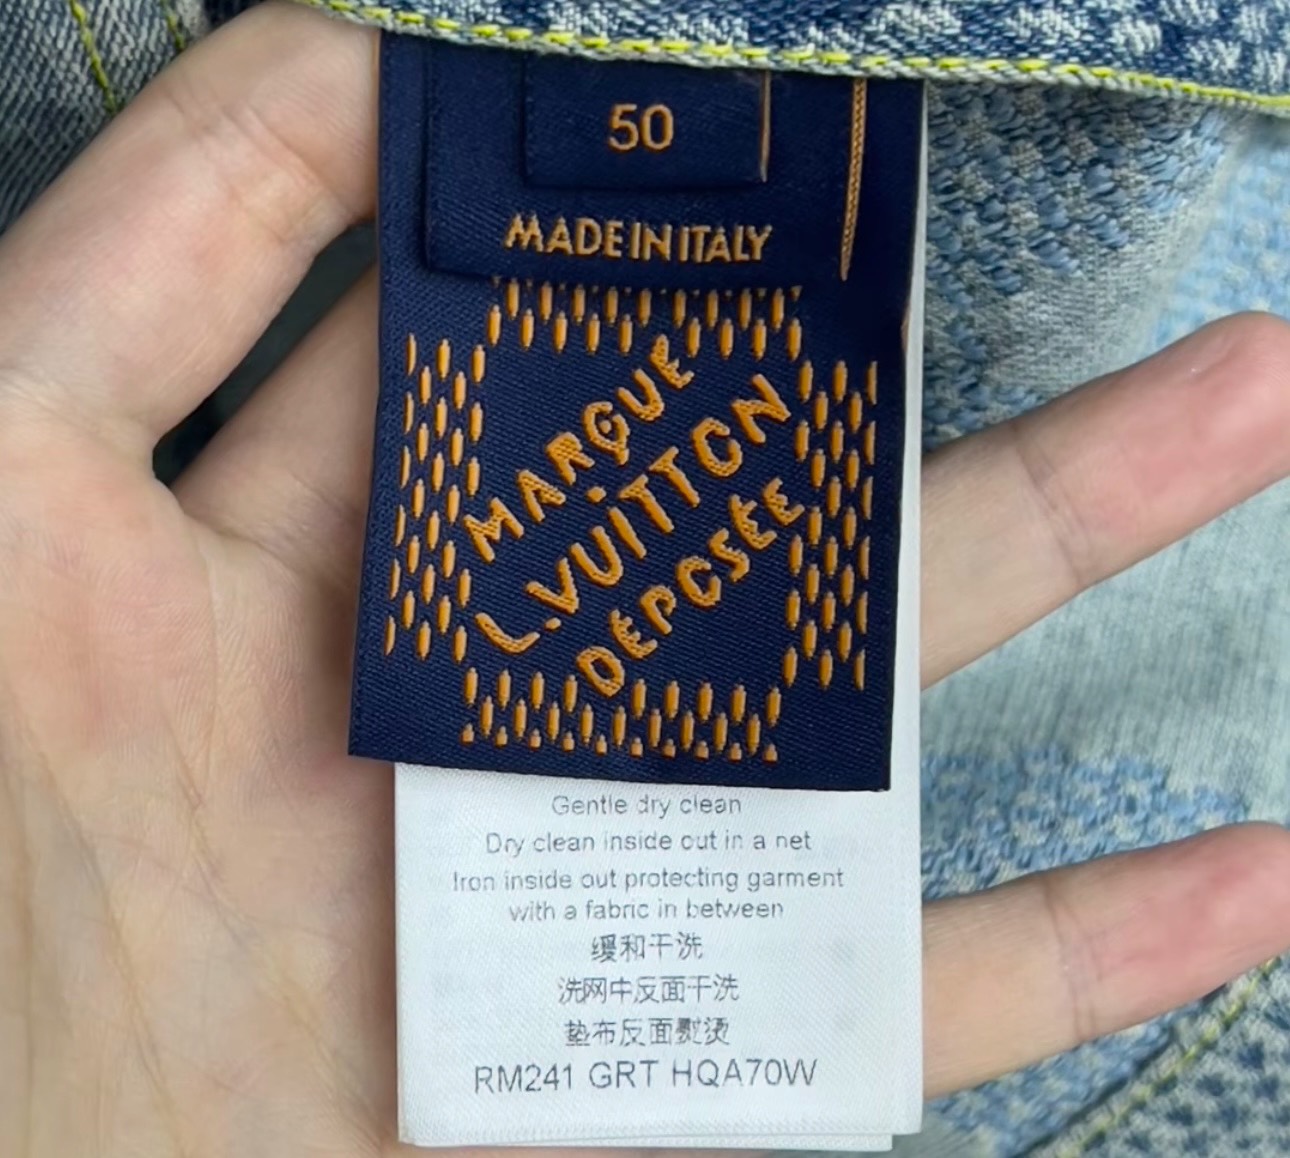 50
MADE IN ITALY
MARQUE
L.VUITTON
DÉPOSÉE
Gentle dry clean
Dry clean inside out in a net
Iron inside out protecting garment
with a fabric in between
缓和干洗
洗网中反面干洗
垫布反面熨烫
RM241 GRT HQA70W